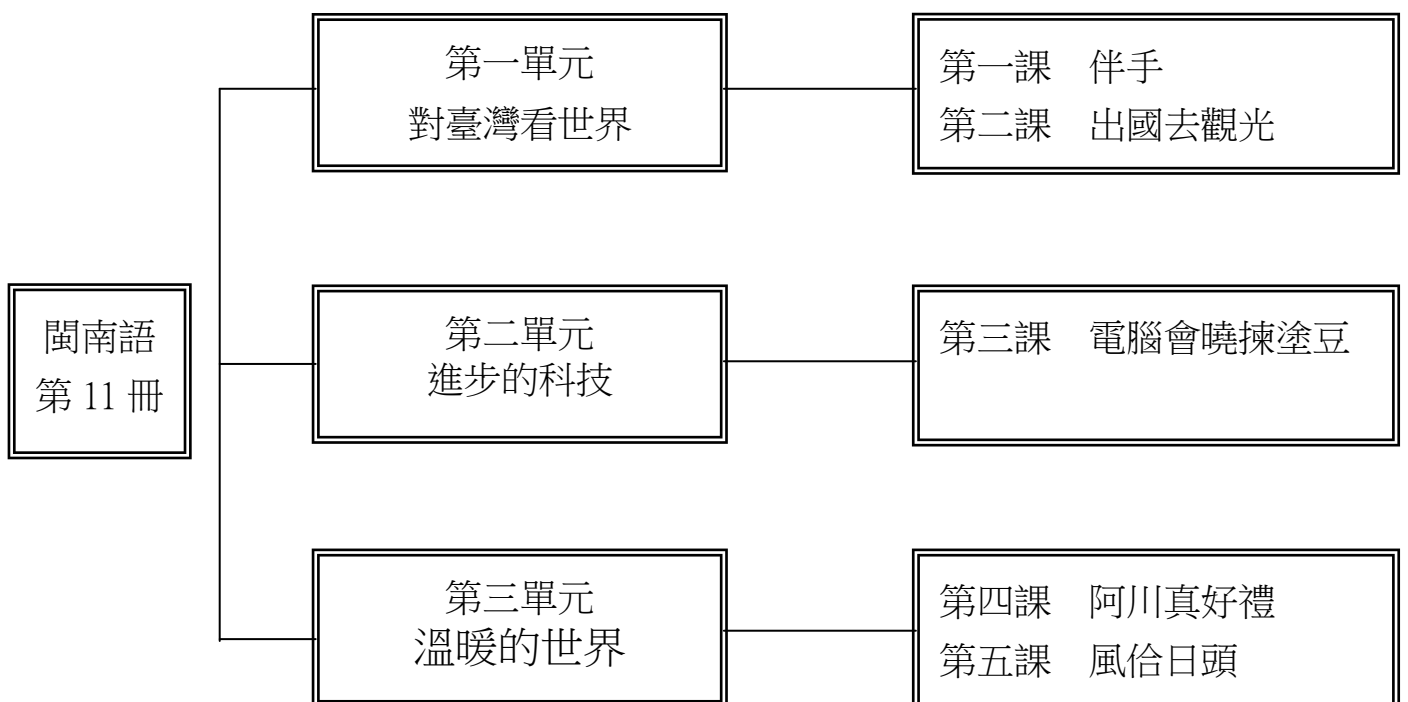 閩南語
第 11 冊
第一單元
對臺灣看世界
第一課　伴手
第二課　出國去觀光
第二單元
進步的科技
第三課　電腦會曉揀塗豆
第三單元
溫暖的世界
第四課　阿川真好禮
第五課　風佮日頭